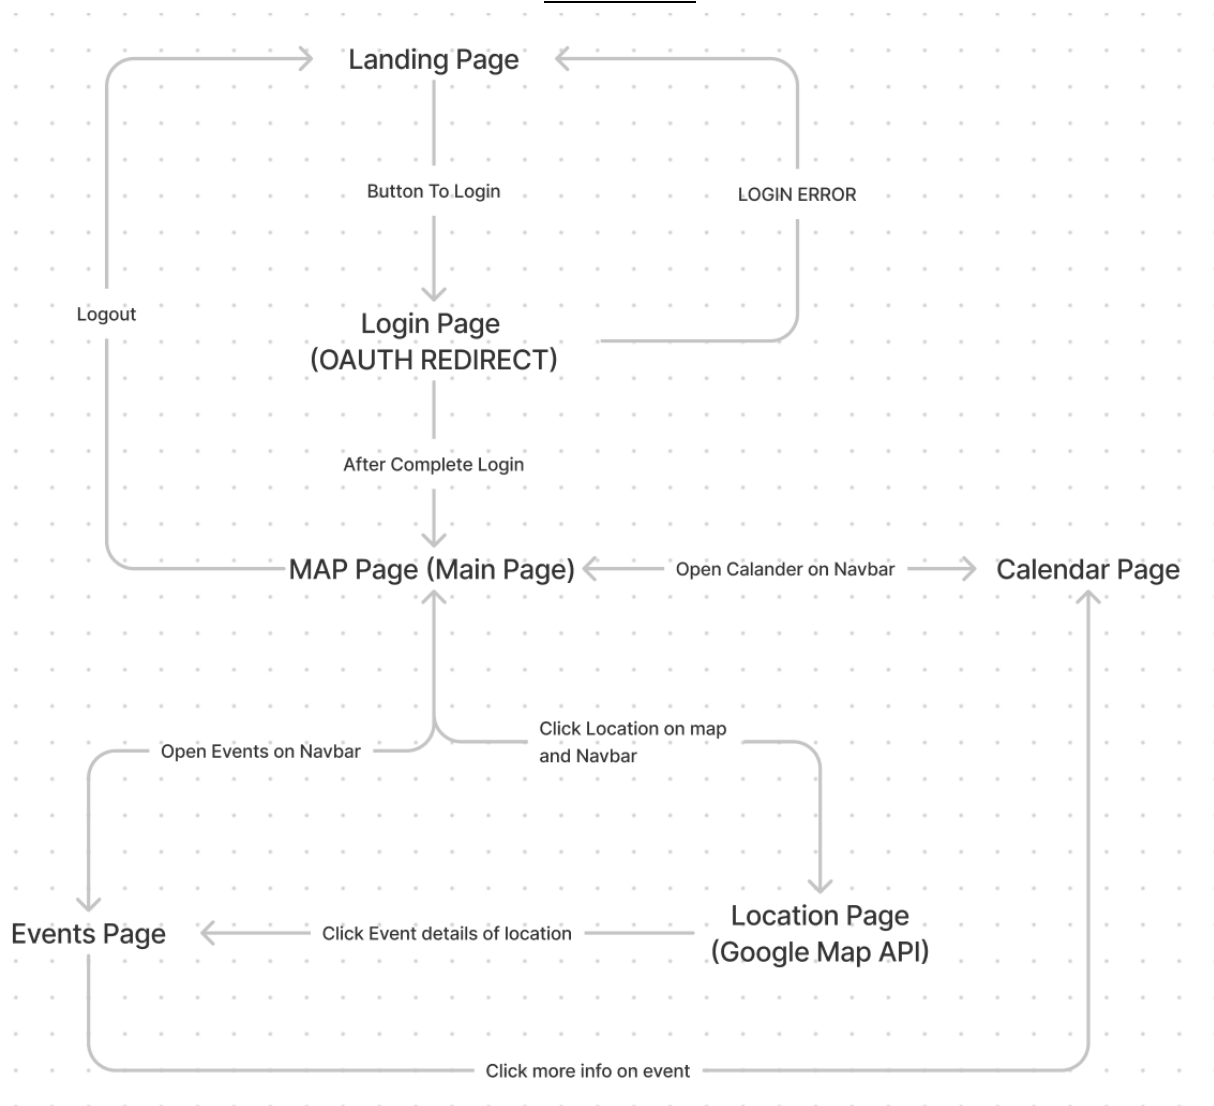 Landing Page
Button To Login
LOGIN ERROR
Logout
Login Page
(OAUTH REDIRECT)
After Complete Login
MAP Page (Main Page)
Open Calander on Navbar
Calendar Page
Click Location on map
and Navbar
Open Events on Navbar
Location Page
(Google Map API)
Events Page
Click Event details of location
Click more info on event